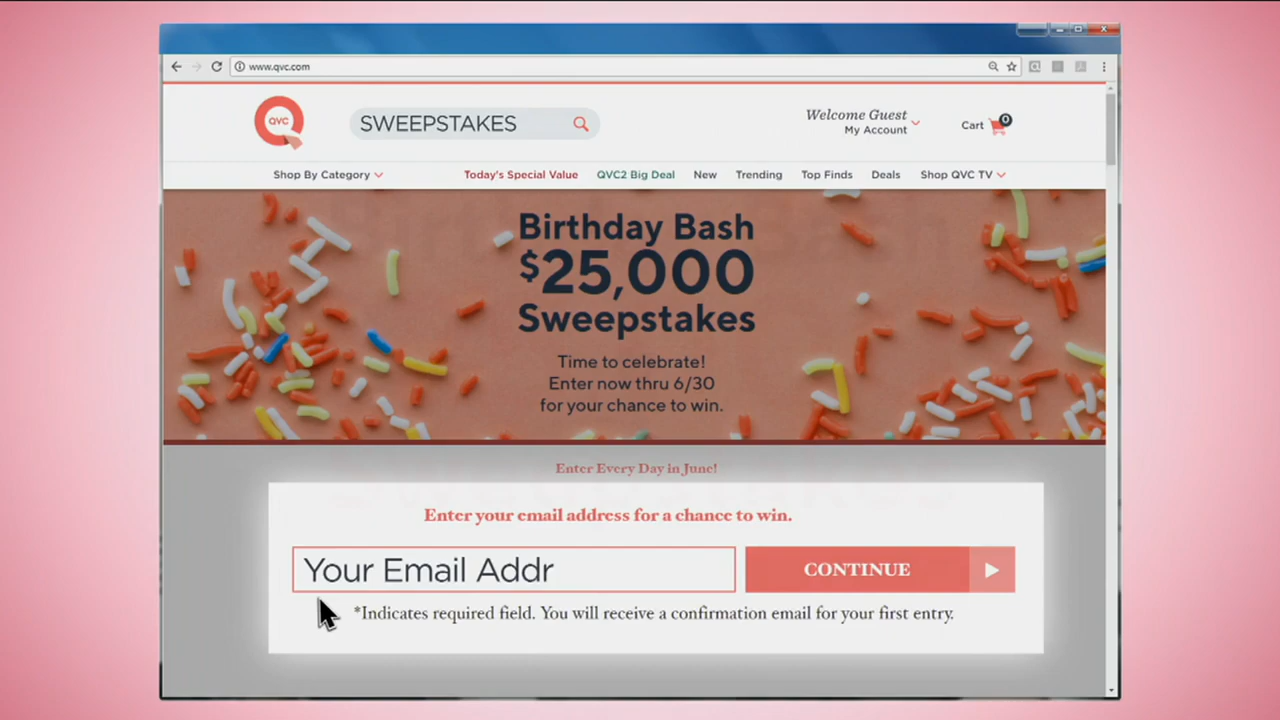 www.qvc.com
QVC
SWEEPSTAKES
Welcome Guest
My Account
Cart
0
Shop By Category
Today's Special Value
QVC2 Big Deal
New
Trending
Top Finds
Deals
Shop QVC TV
Birthday Bash
$25,000
Sweepstakes
Time to celebrate!
Enter now thru 6/30
for your chance to win.
Enter Every Day in June!
Enter your email address for a chance to win.
Your Email Addr
CONTINUE
*Indicates required field. You will receive a confirmation email for your first entry.